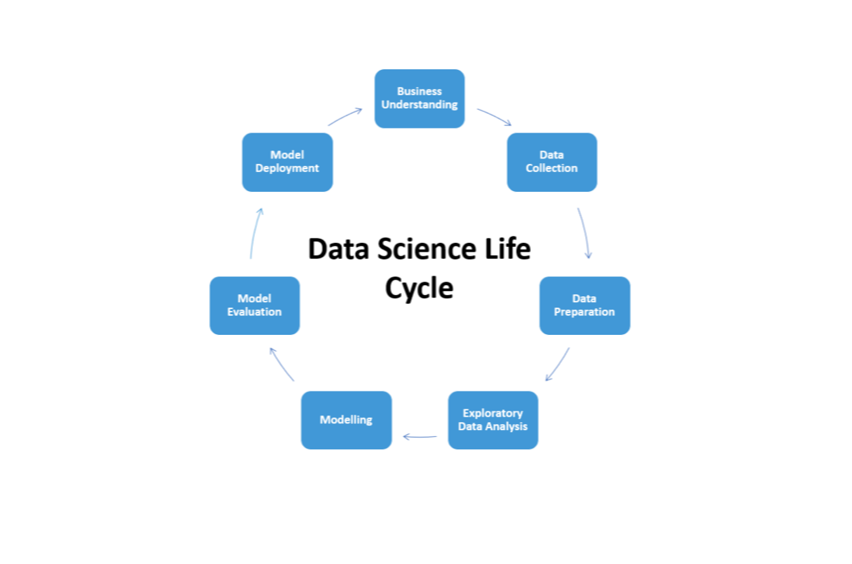 Business
Understanding
Data
Collection
Data
Preparation
Exploratory
Data Analysis
Modelling
Model
Evaluation
Model
Deployment
Data Science Life
Cycle